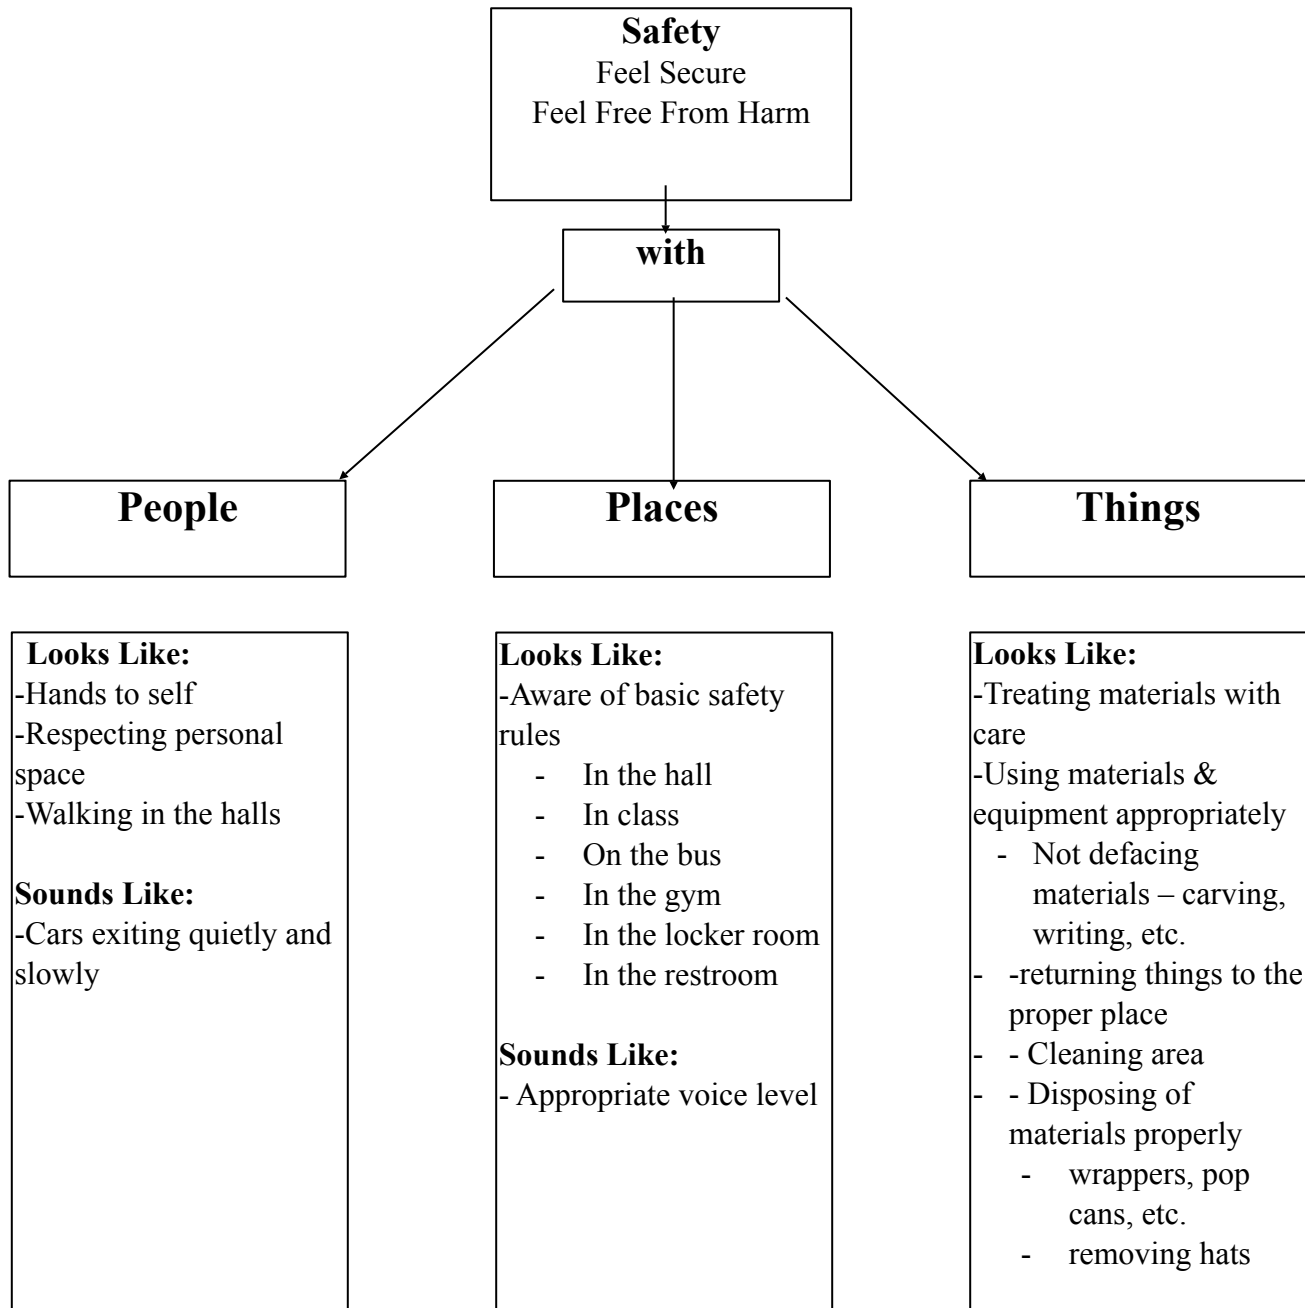 Safety
Feel Secure
Feel Free From Harm
with
People
Places
Things
Looks Like:
-Hands to self
-Respecting personal
space
-Walking in the halls
Sounds Like:
-Cars exiting quietly and
slowly
Looks Like:
-Aware of basic safety
rules
- In the hall
- In class
- On the bus
- In the gym
- In the locker room
- In the restroom
Sounds Like:
- Appropriate voice level
Looks Like:
-Treating materials with
care
-Using materials &
equipment appropriately
- Not defacing
materials – carving,
writing, etc.
- -returning things to the
proper place
- - Cleaning area
- - Disposing of
materials properly
- wrappers, pop
cans, etc.
- removing hats